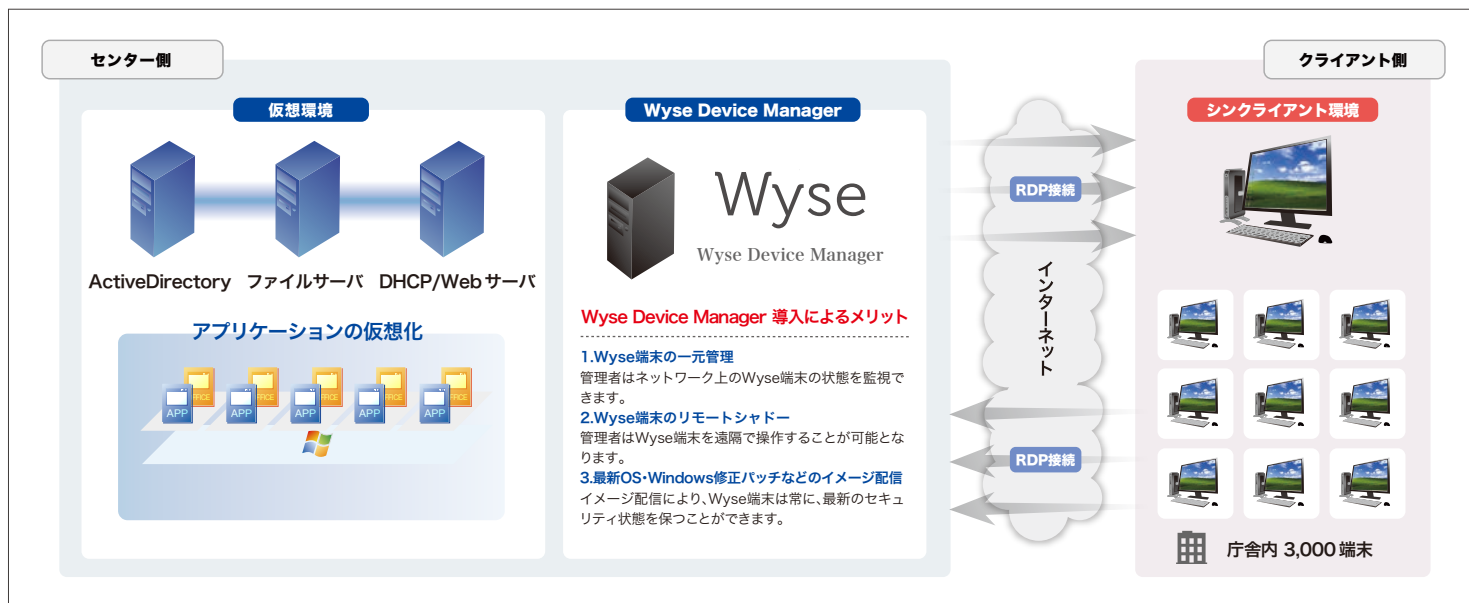 センター側
クライアント側
仮想環境
ActiveDirectory ファイルサーバ DHCP/Webサーバ
アプリケーションの仮想化
OFFICE OFFICE OFFICE OFFICE OFFICE
APP APP APP APP APP
Wyse Device Manager
Wyse
Wyse Device Manager
Wyse Device Manager 導入によるメリット
1.Wyse端末の一元管理
管理者はネットワーク上のWyse端末の状態を監視で
きます。
2.Wyse端末のリモートシャドー
管理者はWyse端末を遠隔で操作することが可能とな
ります。
3.最新OS・Windows修正パッチなどのイメージ配信
イメージ配信により、Wyse端末は常に、最新のセキュ
リティ状態を保つことができます。
RDP接続
インターネット
RDP接続
シンクライアント環境
庁舎内 3,000 端末